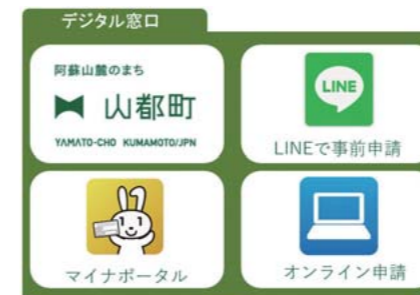 デジタル窓口
阿蘇山麓のまち
山都町
YAMATO-CHO KUMAMOTO/JPN
LINE
LINEで事前申請
マイナポータル
オンライン申請